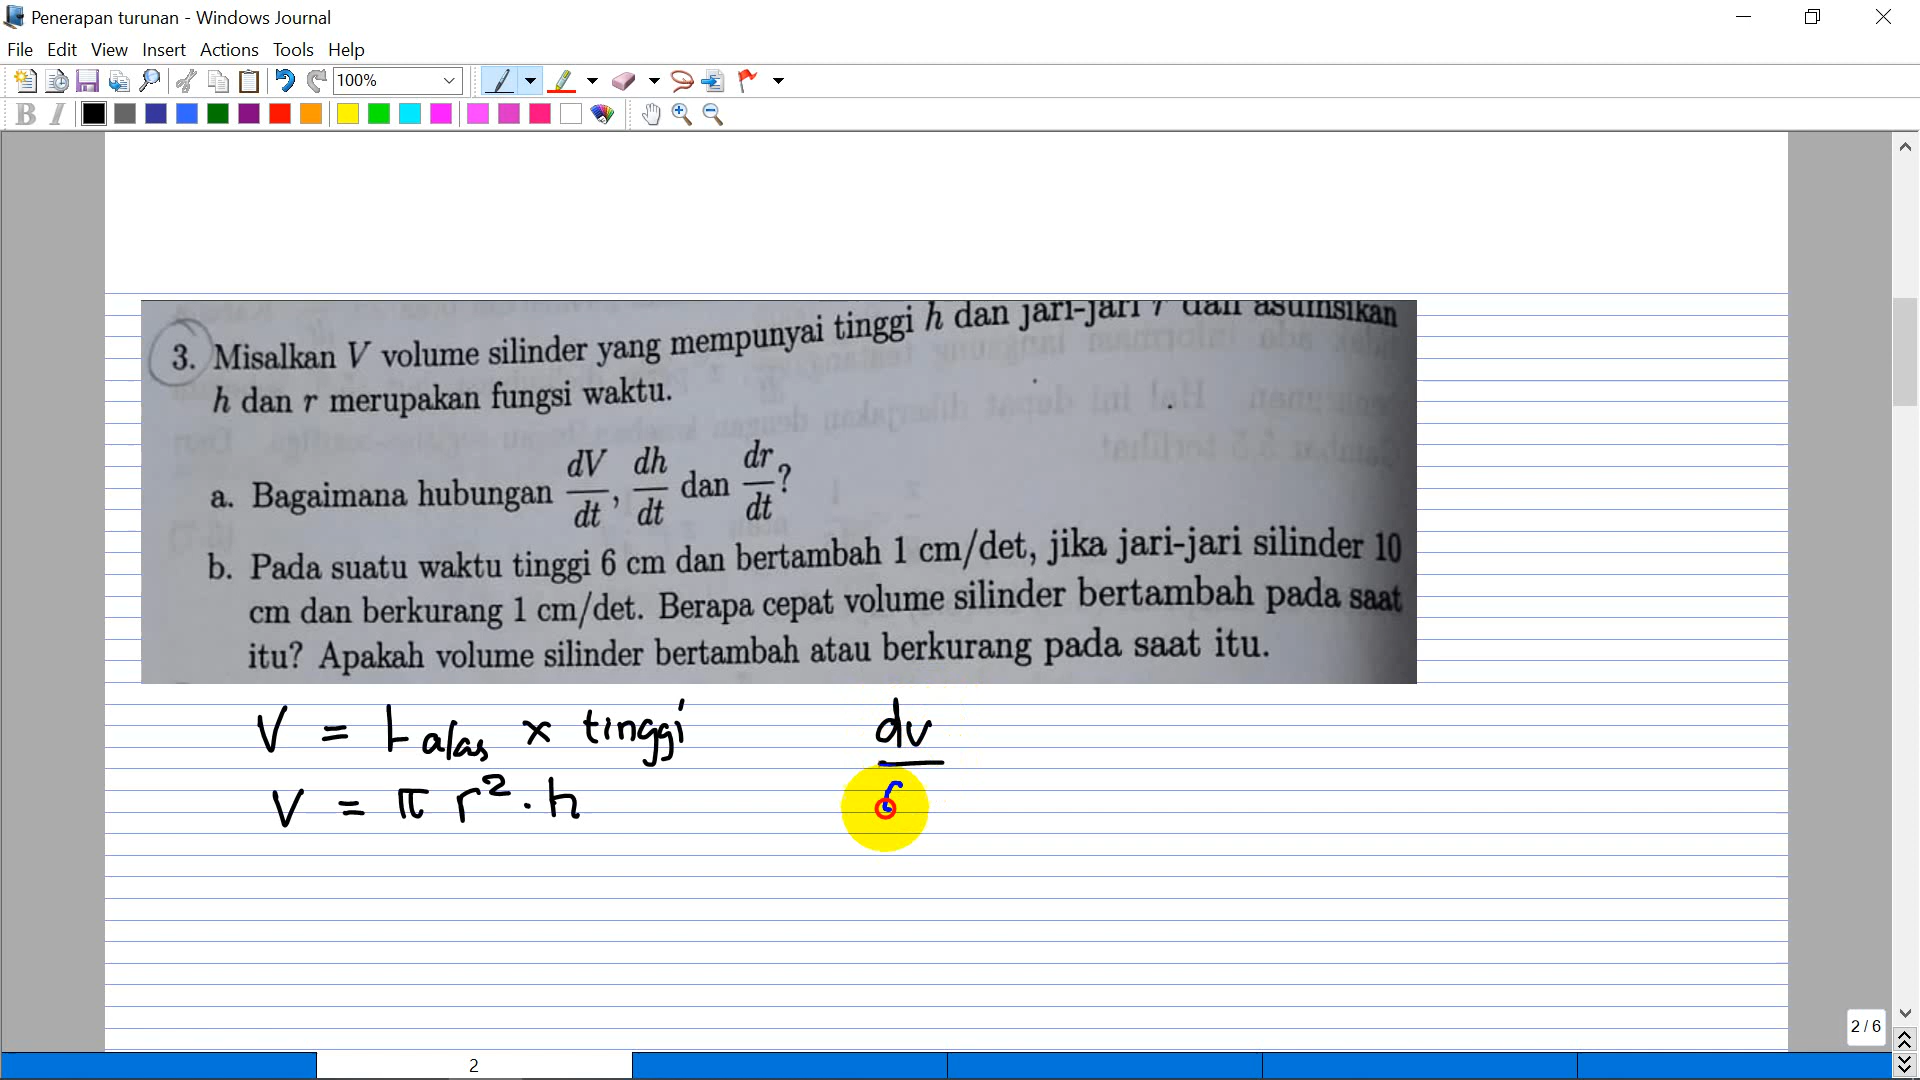 Penerapan turunan - Windows Journal
File Edit View Insert Actions Tools Help
100%
B I
3. Misalkan V volume silinder yang mempunyai tinggi h dan jari-jari r dan asumsikan
h dan r merupakan fungsi waktu.
a. Bagaimana hubungan dV/dt, dh/dt dan dr/dt?
b. Pada suatu waktu tinggi 6 cm dan bertambah 1 cm/det, jika jari-jari silinder 10
cm dan berkurang 1 cm/det. Berapa cepat volume silinder bertambah pada saat
itu? Apakah volume silinder bertambah atau berkurang pada saat itu.
V = L alas x tinggi
V = π r² . h
dv
2 / 6
2